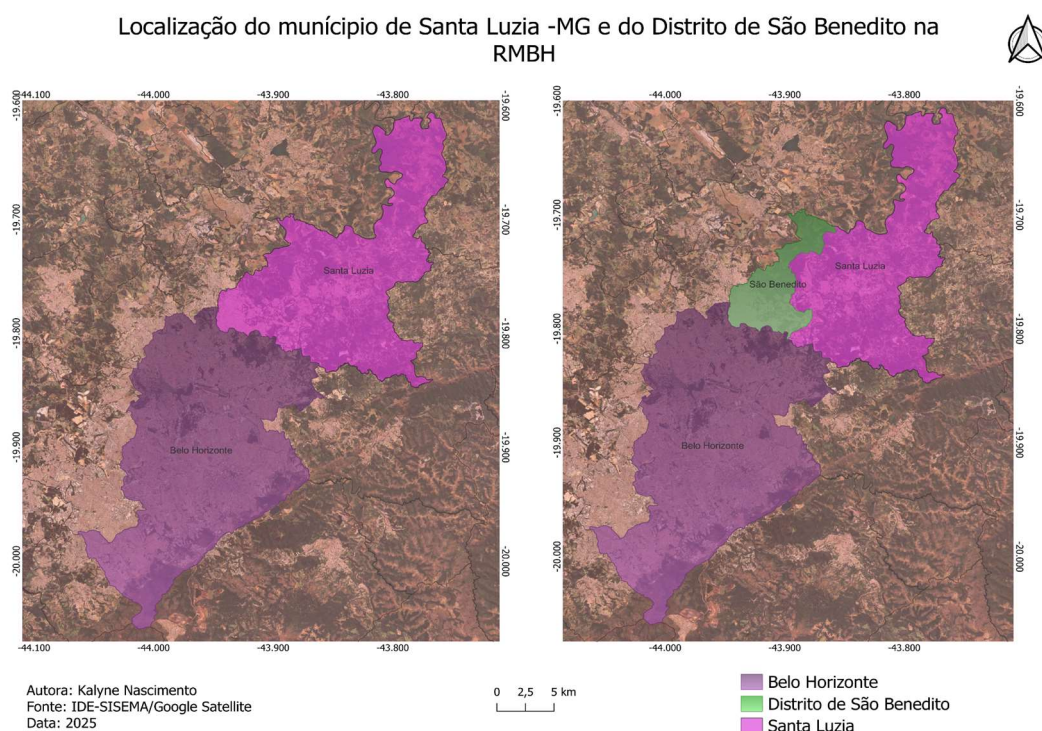 Localização do munícipio de Santa Luzia -MG e do Distrito de São Benedito na
RMBH
-44.100 -44.000 -43.900 -43.800
-19.600 -19.700 -19.800 -19.900 -20.000
-19.600 -19.700 -19.800 -19.900 -20.000
Santa Luzia
Belo Horizonte
-44.100 -44.000 -43.900 -43.800
-44.000 -43.900 -43.800
-19.600 -19.700 -19.800 -19.900 -20.000
-19.600 -19.700 -19.800 -19.900 -20.000
Santa Luzia
São Benedito
Belo Horizonte
-44.000 -43.900 -43.800
Autora: Kalyne Nascimento
Fonte: IDE-SISEMA/Google Satellite
Data: 2025
0 2,5 5 km
Belo Horizonte
Distrito de São Benedito
Santa Luzia